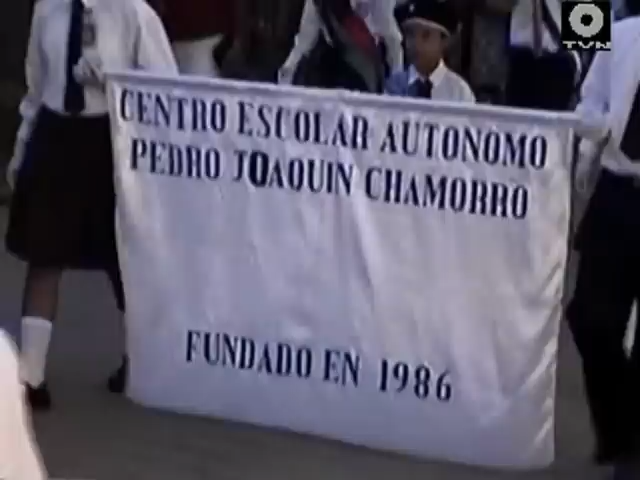 TVN
CENTRO ESCOLAR AUTONOMO
PEDRO JOAQUIN CHAMORRO
FUNDADO EN 1986